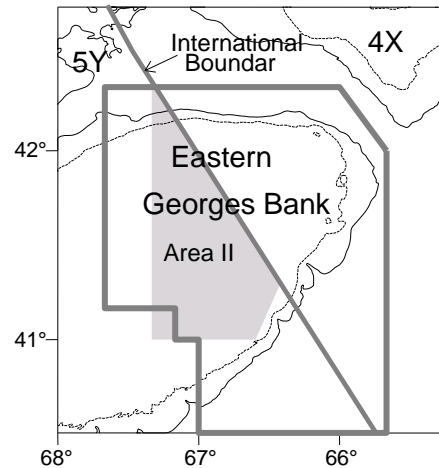 International
Boundar
5Y
4X
42°
Eastern
Georges Bank
Area II
41°
68°
67°
66°